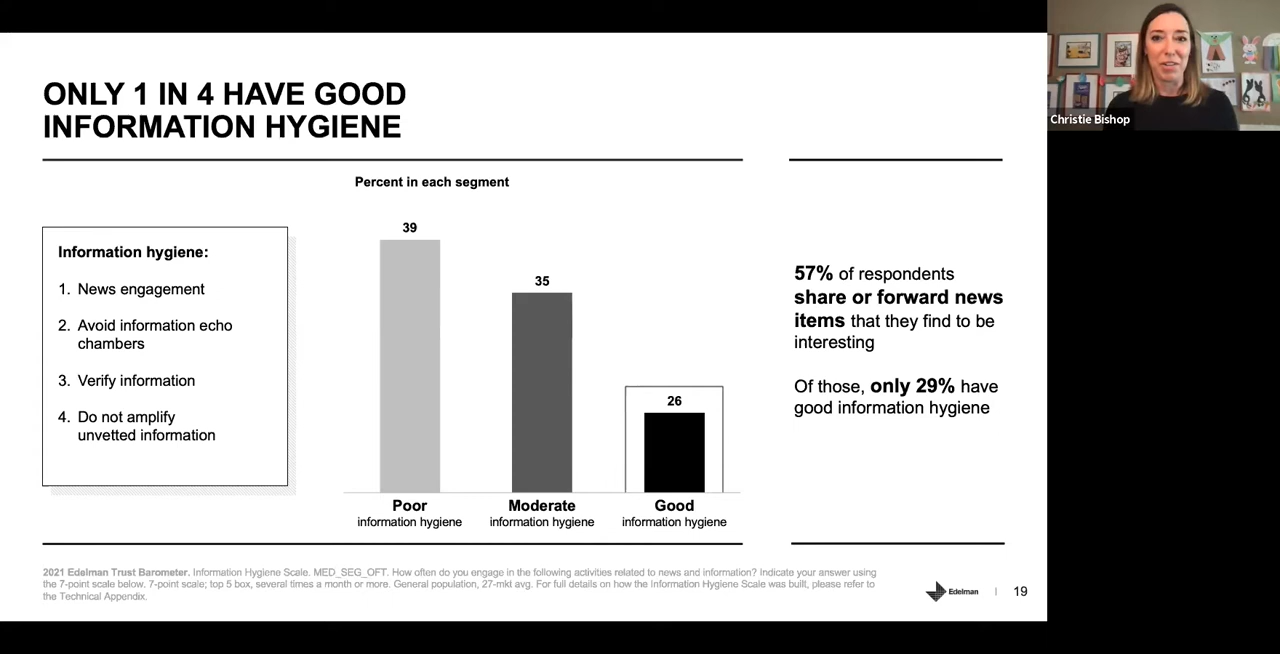 ONLY 1 IN 4 HAVE GOOD
INFORMATION HYGIENE
Christie Bishop
Percent in each segment
Information hygiene:
1. News engagement
2. Avoid information echo
chambers
3. Verify information
4. Do not amplify
unvetted information
39
35
26
Poor
information hygiene
Moderate
information hygiene
Good
information hygiene
57% of respondents
share or forward news
items that they find to be
interesting
Of those, only 29% have
good information hygiene
2021 Edelman Trust Barometer. Information Hygiene Scale. MED_SEG_OFT. How often do you engage in the following activities related to news and information? Indicate your answer using
the 7-point scale below. 7-point scale; top 5 box, several times a month or more. General population, 27-mkt avg. For full details on how the Information Hygiene Scale was built, please refer to
the Technical Appendix.
Edelman | 19